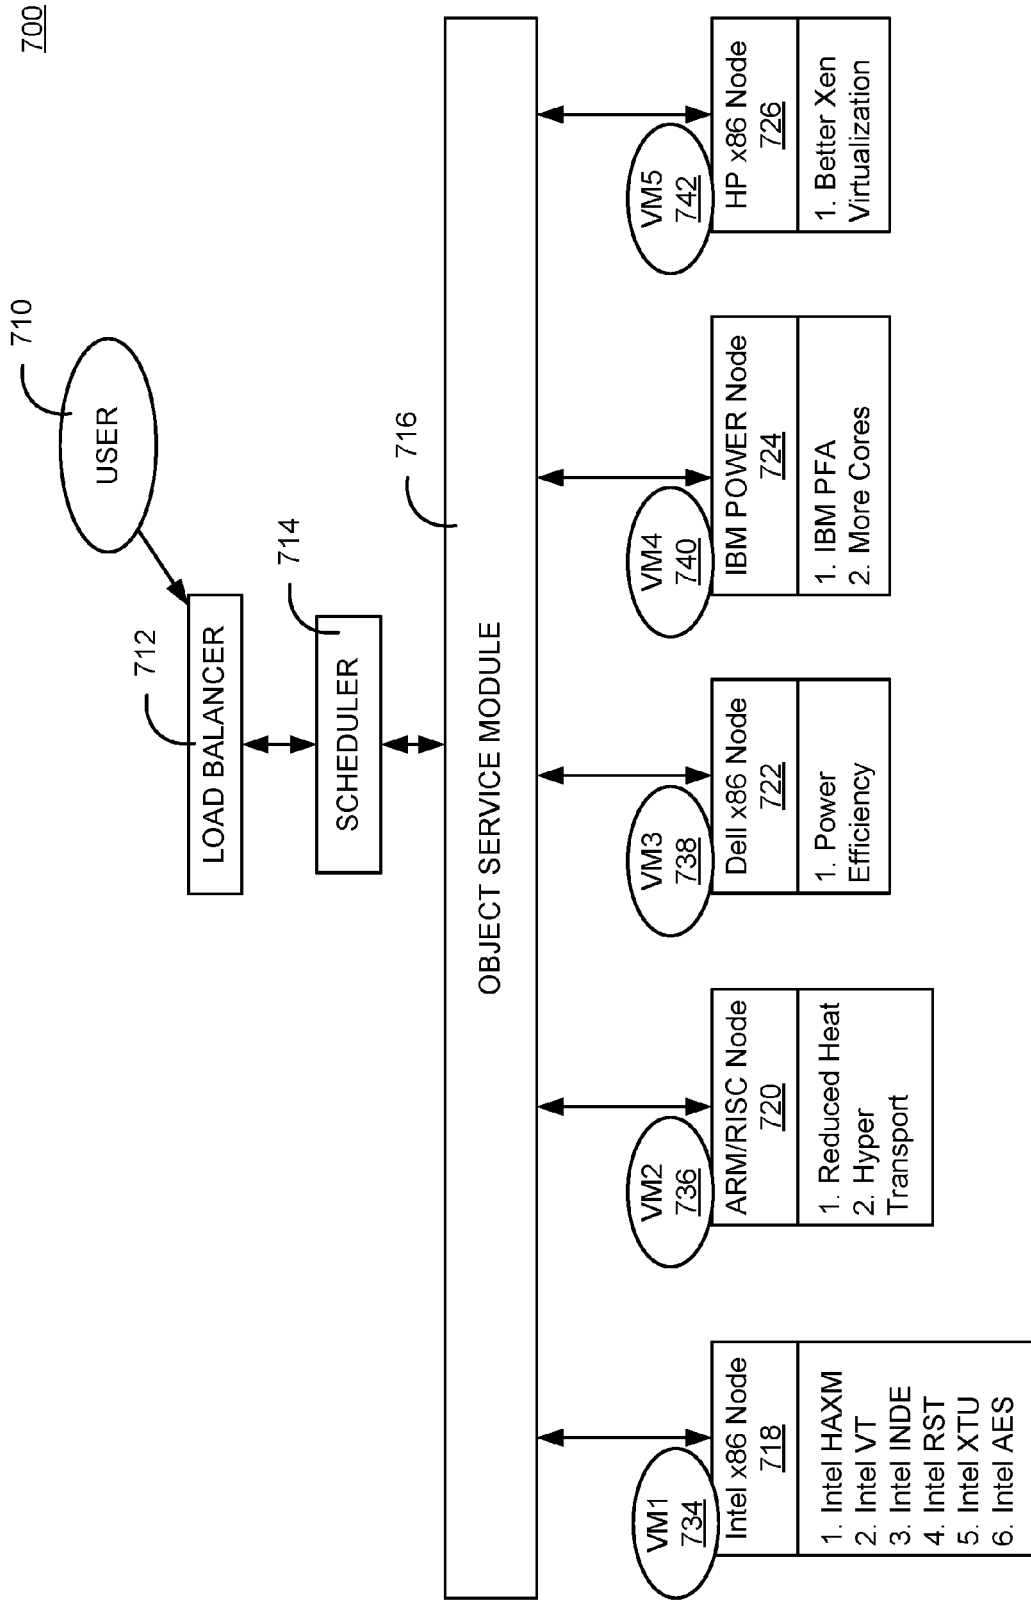 700
710
USER
712
LOAD BALANCER
714
SCHEDULER
716
OBJECT SERVICE MODULE
VM1
734
Intel x86 Node
718
1. Intel HAXM
2. Intel VT
3. Intel INDE
4. Intel RST
5. Intel XTU
6. Intel AES
VM2
736
ARM/RISC Node
720
1. Reduced Heat
2. Hyper
Transport
VM3
738
Dell x86 Node
722
1. Power
Efficiency
VM4
740
IBM POWER Node
724
1. IBM PFA
2. More Cores
VM5
742
HP x86 Node
726
1. Better Xen
Virtualization